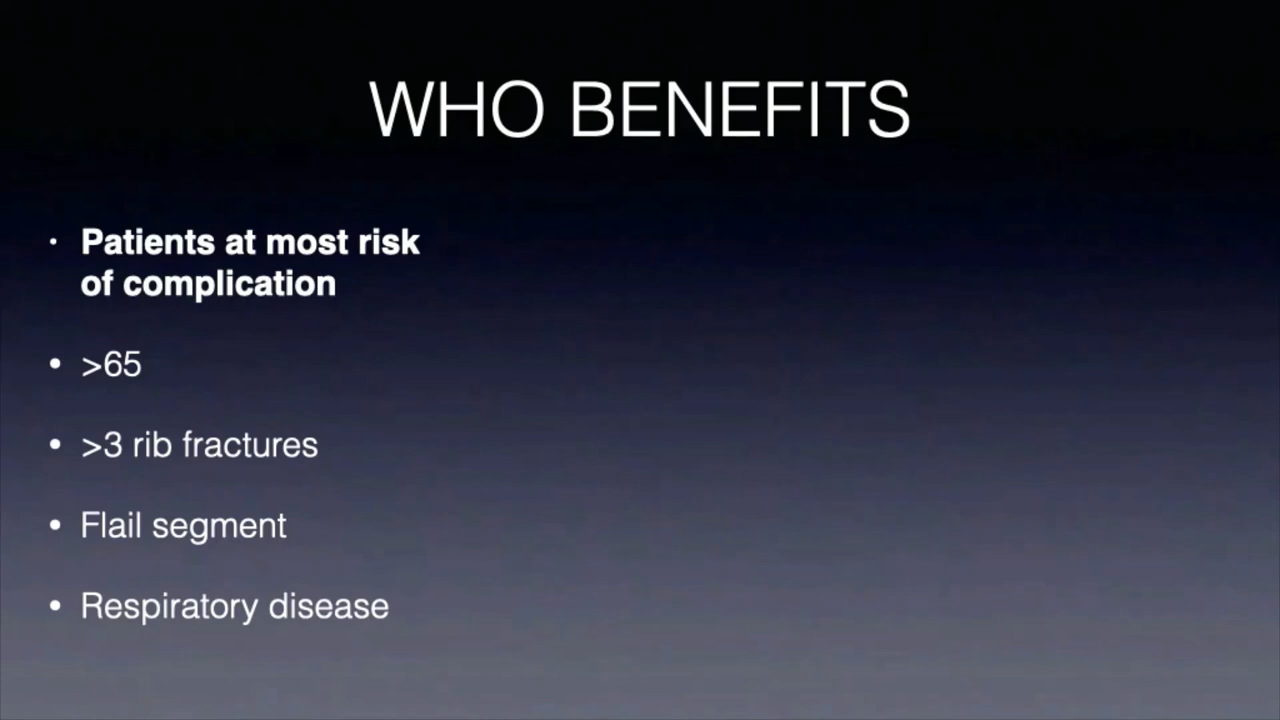 WHO BENEFITS
• Patients at most risk
of complication
• >65
• >3 rib fractures
• Flail segment
• Respiratory disease